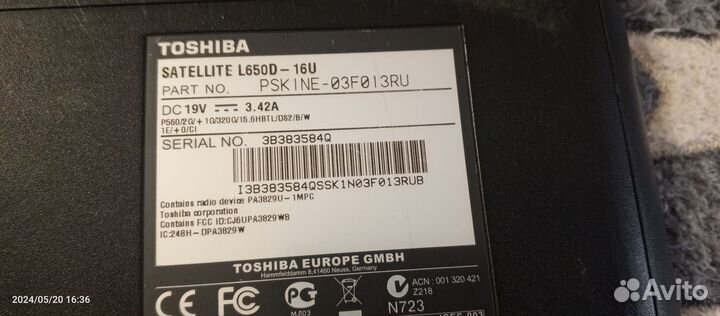 TOSHIBA
SATELLITE L650D-16U
PART NO. PSK1NE-03F013RU
DC 19V 3.42A
P560/2G/+1G/320G/15.6HBTL/DS2/B/W
1E/+0/CI
SERIAL NO. 3B383584Q
I3B383584QSSK1N03F013RUB
Contains radio device PA3829U-1MPC
Toshiba corporation
Contains FCC ID:CJ6UPA3829WB
IC:248H-DPA3829W
TOSHIBA EUROPE GMBH
Hammfelddamm 8,41460 Neuss, Germany
CE FC
ACN : 001 320 421
Z218
N723
2024/05/20 16:36
Avito